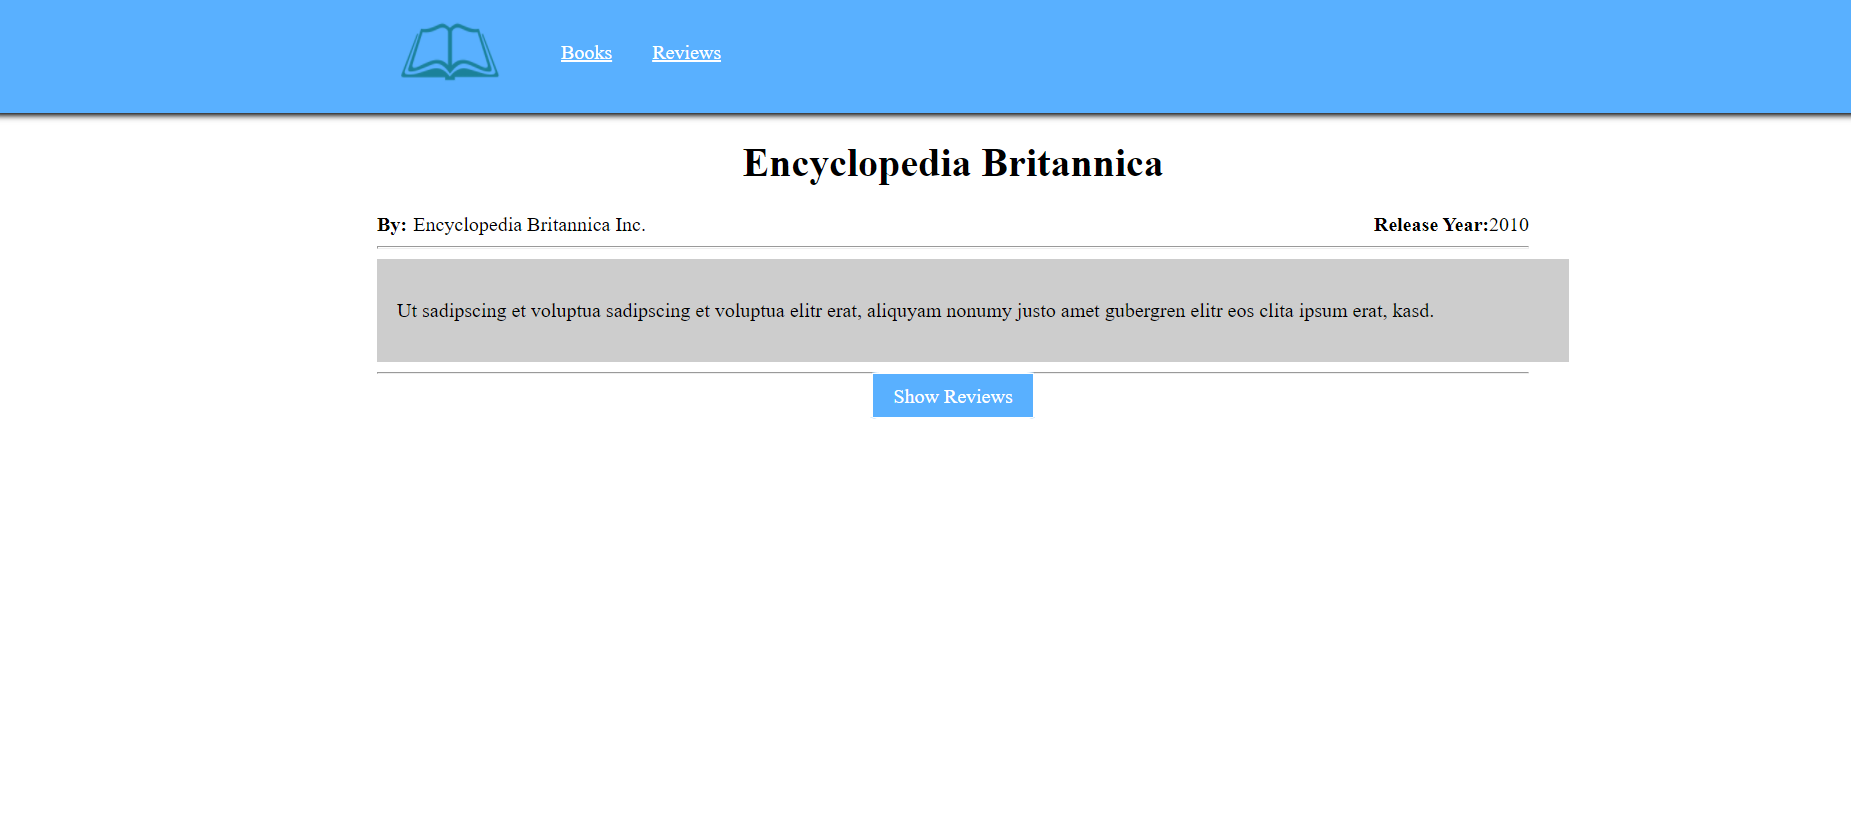 Books Reviews
Encyclopedia Britannica
By: Encyclopedia Britannica Inc. Release Year:2010
Ut sadipscing et voluptua sadipscing et voluptua elitr erat, aliquyam nonumy justo amet gubergren elitr eos clita ipsum erat, kasd.
Show Reviews